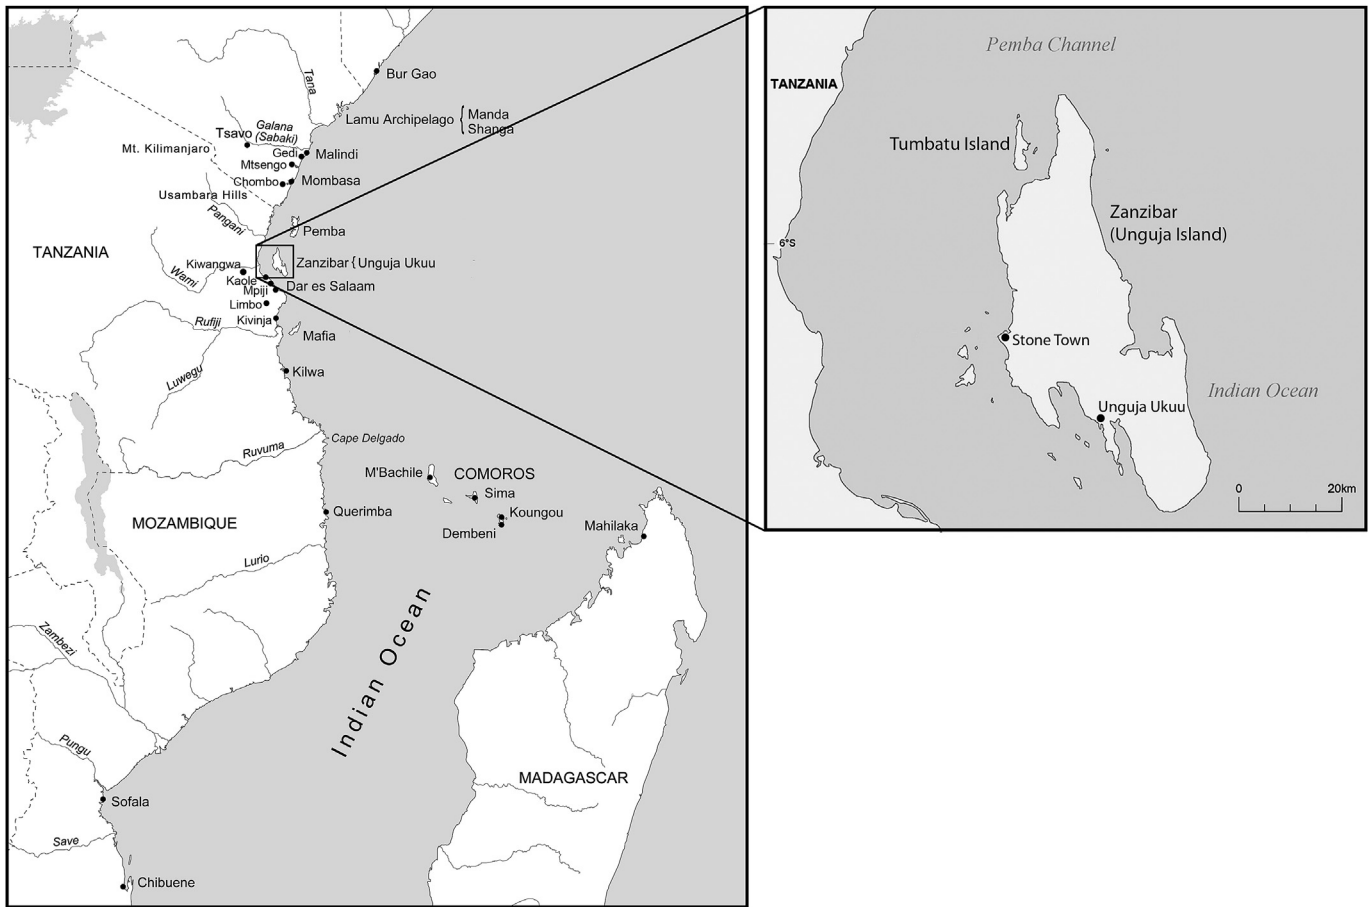 Bur Gao
Tana
Lamu Archipelago { Manda
Shanga
Galana
(Sabaki)
Tsavo
Gedi
Malindi
Mt. Kilimanjaro
Mtsengo
Chombo
Mombasa
Usambara Hills
Pangani
Pemba
TANZANIA
Kiwangwa
Zanzibar { Unguja Ukuu
Wami
Kaole
Dar es Salaam
Mpiji
Limbo
Rufiji
Kivinja
Mafia
Luwegu
Kilwa
Cape Delgado
Ruvuma
M'Bachile
COMOROS
Sima
Koungou
Querimba
MOZAMBIQUE
Dembeni
Mahilaka
Lurio
Indian Ocean
Zambezi
Pungu
MADAGASCAR
Sofala
Save
Chibuene
Pemba Channel
TANZANIA
Tumbatu Island
Zanzibar
(Unguja Island)
6°S
Stone Town
Indian Ocean
Unguja Ukuu
0 20km